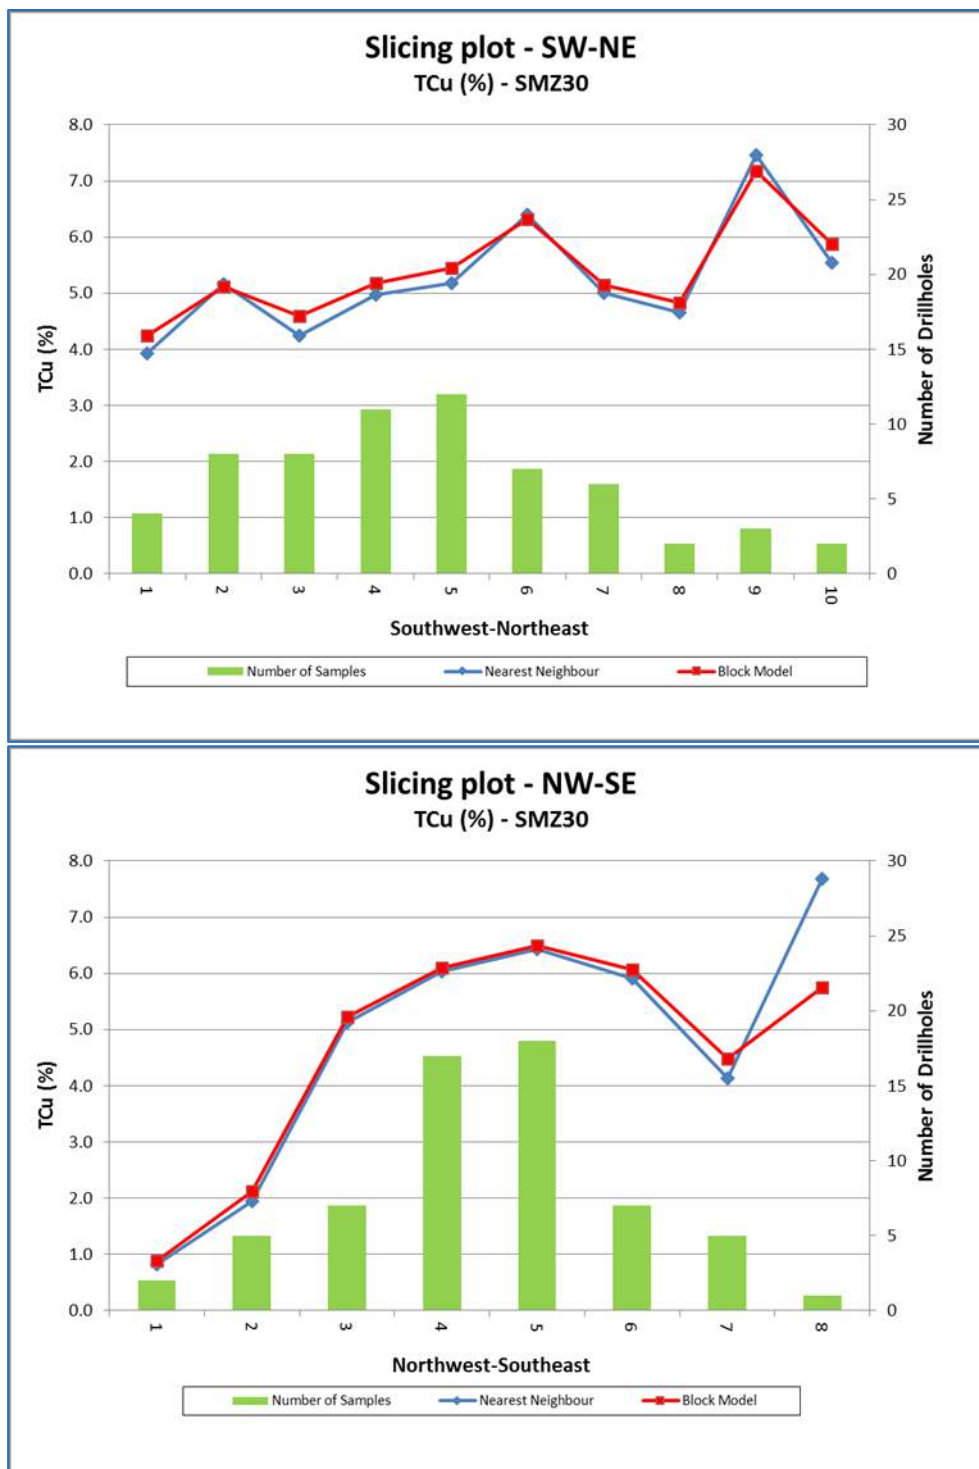 Slicing plot - SW-NE
TCu (%) - SMZ30
8.0
7.0
6.0
5.0
4.0
3.0
2.0
1.0
0.0
TCu (%)
30
25
20
15
10
5
0
Number of Drillholes
1 2 3 4 5 6 7 8 9 10
Southwest-Northeast
Number of Samples Nearest Neighbour Block Model
Slicing plot - NW-SE
TCu (%) - SMZ30
8.0
7.0
6.0
5.0
4.0
3.0
2.0
1.0
0.0
TCu (%)
30
25
20
15
10
5
0
Number of Drillholes
1 2 3 4 5 6 7 8
Northwest-Southeast
Number of Samples Nearest Neighbour Block Model